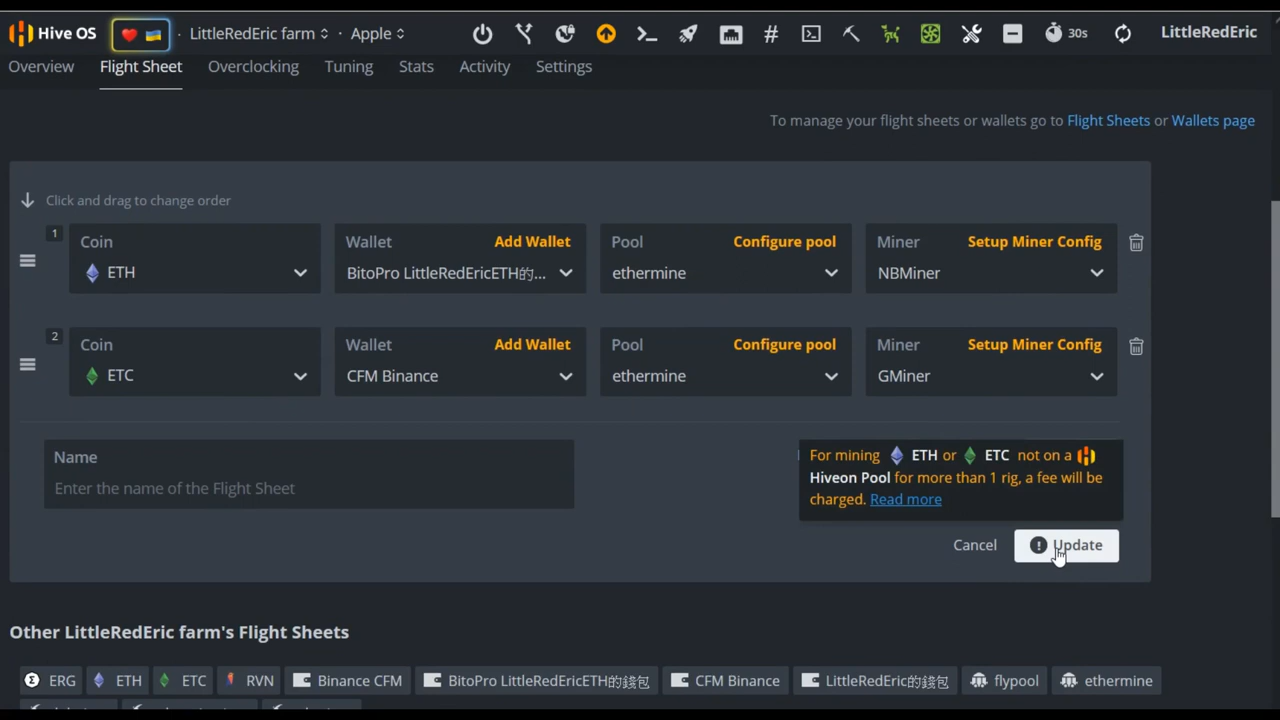 Hive OS LittleRedEric farm Apple 30s LittleRedEric
Overview Flight Sheet Overclocking Tuning Stats Activity Settings
To manage your flight sheets or wallets go to Flight Sheets or Wallets page
Click and drag to change order
1 Coin Wallet Add Wallet Pool Configure pool Miner Setup Miner Config
ETH BitoPro LittleRedEricETH的... ethermine NBMiner
2 Coin Wallet Add Wallet Pool Configure pool Miner Setup Miner Config
ETC CFM Binance ethermine GMiner
Name
Enter the name of the Flight Sheet
For mining ETH or ETC not on a
Hiveon Pool for more than 1 rig, a fee will be
charged. Read more
Cancel Update
Other LittleRedEric farm's Flight Sheets
ERG ETH ETC RVN Binance CFM BitoPro LittleRedEricETH的錢包 CFM Binance LittleRedEric的錢包 flypool ethermine